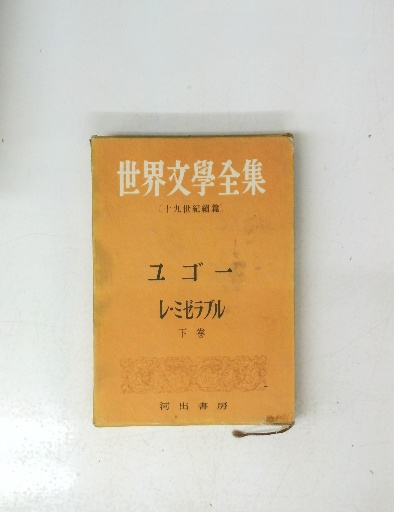 世界文學全集
〔十九世紀續篇〕
ユゴー
レ・ミゼラブル
下巻
河出書房